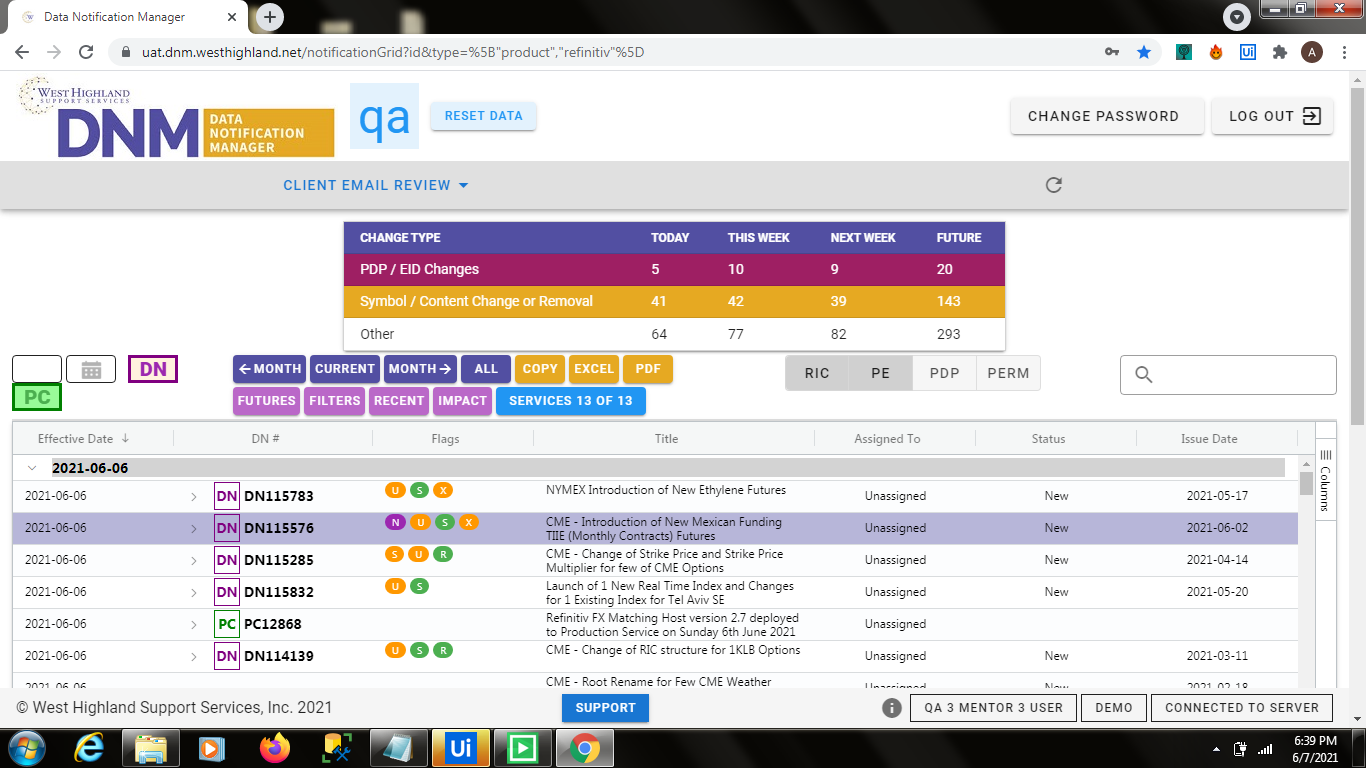 Data Notification Manager
uat.dnm.westhighland.net/notificationGrid?id&type=%5B"product","refinitiv"%5D
A
WEST HIGHLAND
SUPPORT SERVICES
DNM DATA NOTIFICATION MANAGER
qa
RESET DATA
CHANGE PASSWORD
LOG OUT
CLIENT EMAIL REVIEW
CHANGE TYPE TODAY THIS WEEK NEXT WEEK FUTURE
PDP / EID Changes 5 10 9 20
Symbol / Content Change or Removal 41 42 39 143
Other 64 77 82 293
DN
PC
MONTH CURRENT MONTH ALL COPY EXCEL PDF
FUTURES FILTERS RECENT IMPACT SERVICES 13 OF 13
RIC PE PDP PERM
Effective Date DN # Flags Title Assigned To Status Issue Date
Columns
2021-06-06
2021-06-06 DN DN115783 U S X NYMEX Introduction of New Ethylene Futures Unassigned New 2021-05-17
2021-06-06 DN DN115576 N U S X CME - Introduction of New Mexican Funding Unassigned New 2021-06-02
TIIE (Monthly Contracts) Futures
2021-06-06 DN DN115285 S U R CME - Change of Strike Price and Strike Price Unassigned New 2021-04-14
Multiplier for few of CME Options
2021-06-06 DN DN115832 U S Launch of 1 New Real Time Index and Changes Unassigned New 2021-05-20
for 1 Existing Index for Tel Aviv SE
2021-06-06 PC PC12868 Refinitiv FX Matching Host version 2.7 deployed Unassigned
to Production Service on Sunday 6th June 2021
2021-06-06 DN DN114139 U S R CME - Change of RIC structure for 1KLB Options Unassigned New 2021-03-11
2021-06-06 CME - Root Rename for Few CME Weather Unassigned New 2021-02-18
© West Highland Support Services, Inc. 2021
SUPPORT
QA 3 MENTOR 3 USER
DEMO
CONNECTED TO SERVER
Ui
6:39 PM
6/7/2021